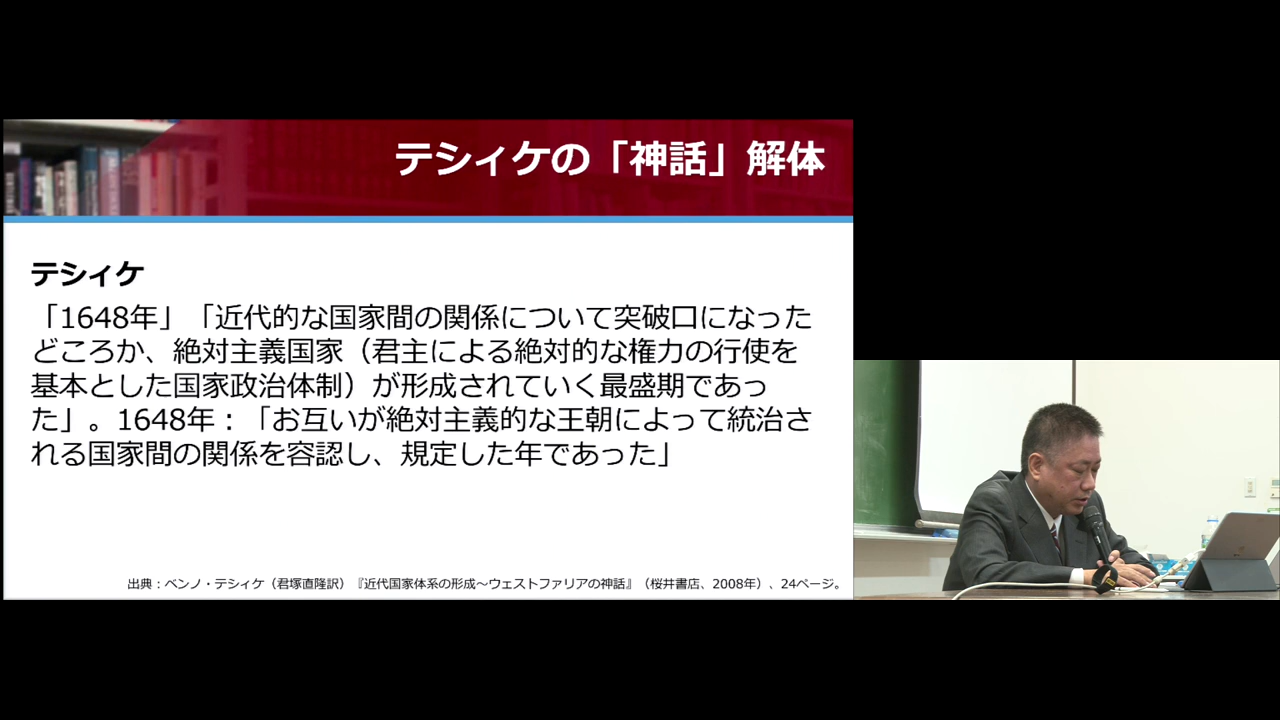 テシィケの「神話」解体
テシィケ
「1648年」「近代的な国家間の関係について突破口になった
どころか、絶対主義国家（君主による絶対的な権力の行使を
基本とした国家政治体制）が形成されていく最盛期であっ
た」。1648年：「お互いが絶対主義的な王朝によって統治さ
れる国家間の関係を容認し、規定した年であった」
出典：ベンノ・テシィケ（君塚直隆訳）『近代国家体系の形成～ウェストファリアの神話』（桜井書店、2008年）、24ページ。